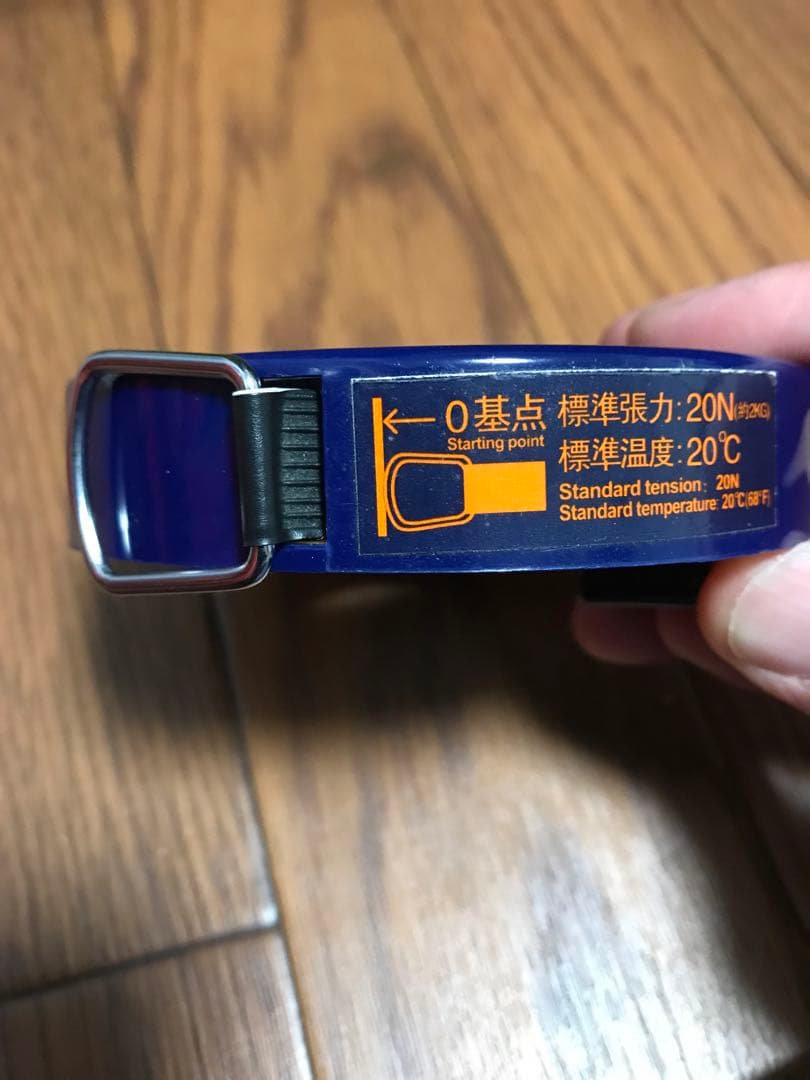 0基点
Starting point
標準張力:20N(約2KG)
標準温度:20℃
Standard tension: 20N
Standard temperature: 20℃(68°F)